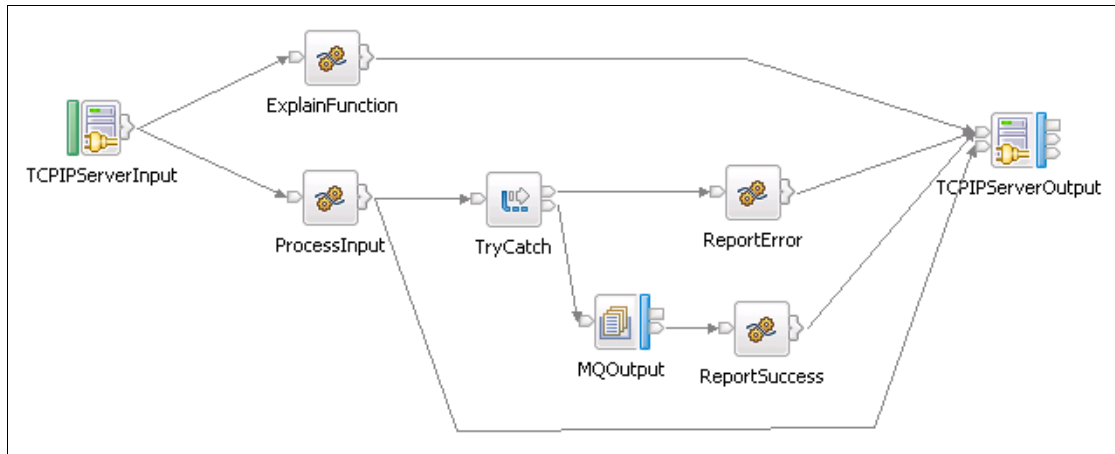 ExplainFunction
TCPIPServerInput
TCPIPServerOutput
ProcessInput
TryCatch
ReportError
MQOutput
ReportSuccess